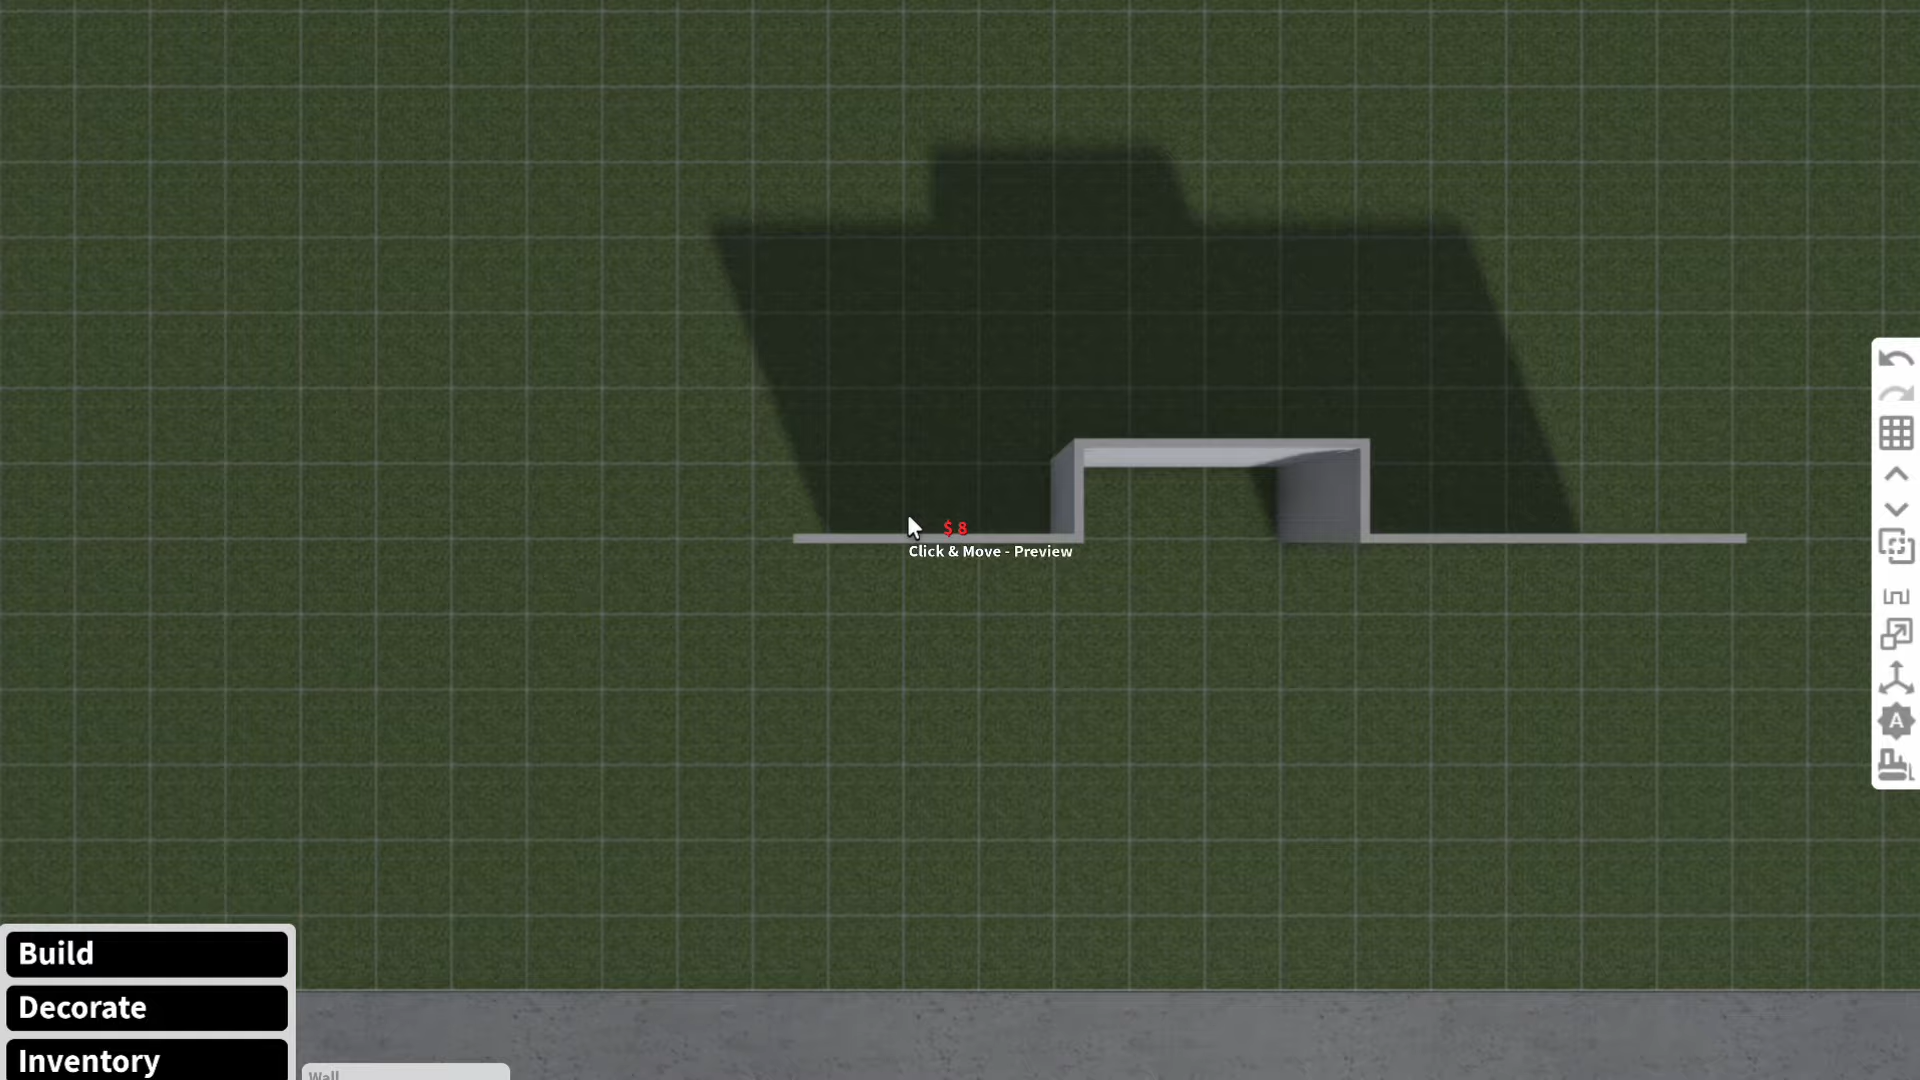 $ 8
Click & Move - Preview
A
Build
Decorate
Inventory
Wall